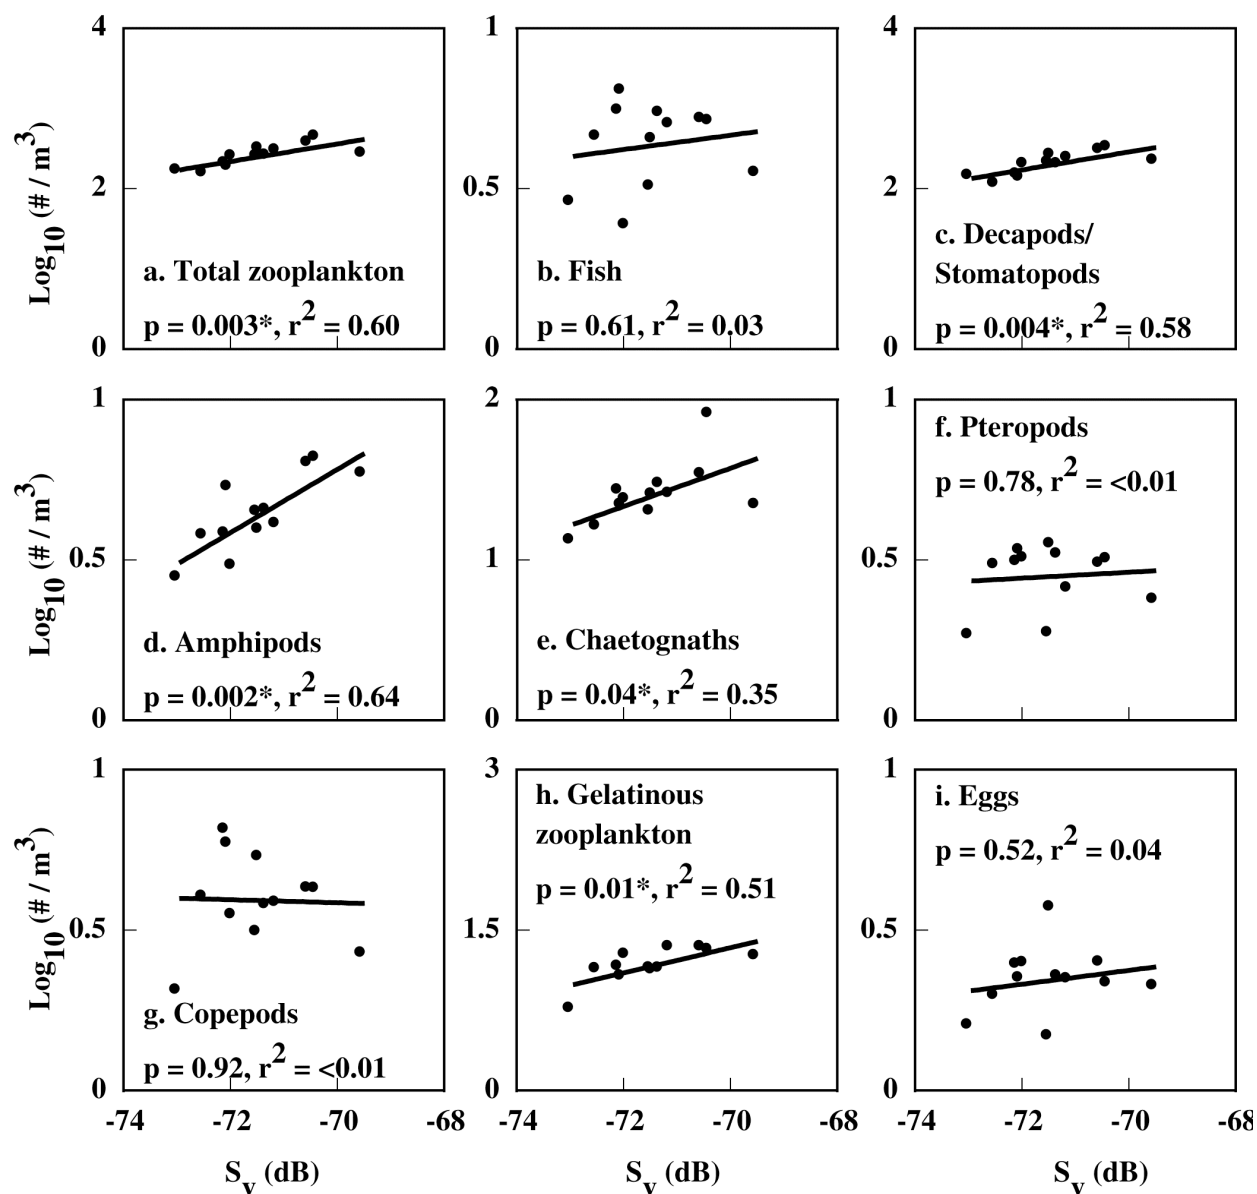 4
2
0
Log10 (# / m3)
a. Total zooplankton
p = 0.003*, r2 = 0.60
1
0.5
0
b. Fish
p = 0.61, r2 = 0.03
4
2
0
c. Decapods/
Stomatopods
p = 0.004*, r2 = 0.58
1
0.5
0
Log10 (# / m3)
d. Amphipods
p = 0.002*, r2 = 0.64
2
1
0
e. Chaetognaths
p = 0.04*, r2 = 0.35
1
0.5
0
f. Pteropods
p = 0.78, r2 = <0.01
1
0.5
0
Log10 (# / m3)
g. Copepods
p = 0.92, r2 = <0.01
-74 -72 -70 -68
Sv (dB)
3
1.5
0
h. Gelatinous
zooplankton
p = 0.01*, r2 = 0.51
-74 -72 -70 -68
Sv (dB)
1
0.5
0
i. Eggs
p = 0.52, r2 = 0.04
-74 -72 -70 -68
Sv (dB)